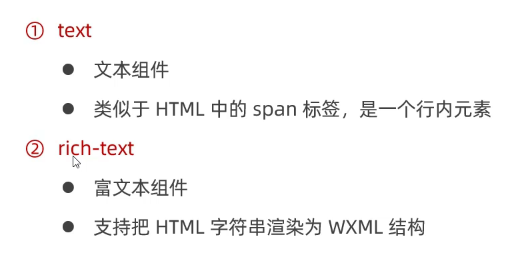 ① text
● 文本组件
● 类似于 HTML 中的 span 标签，是一个行内元素
② rich-text
● 富文本组件
● 支持把 HTML 字符串渲染为 WXML 结构